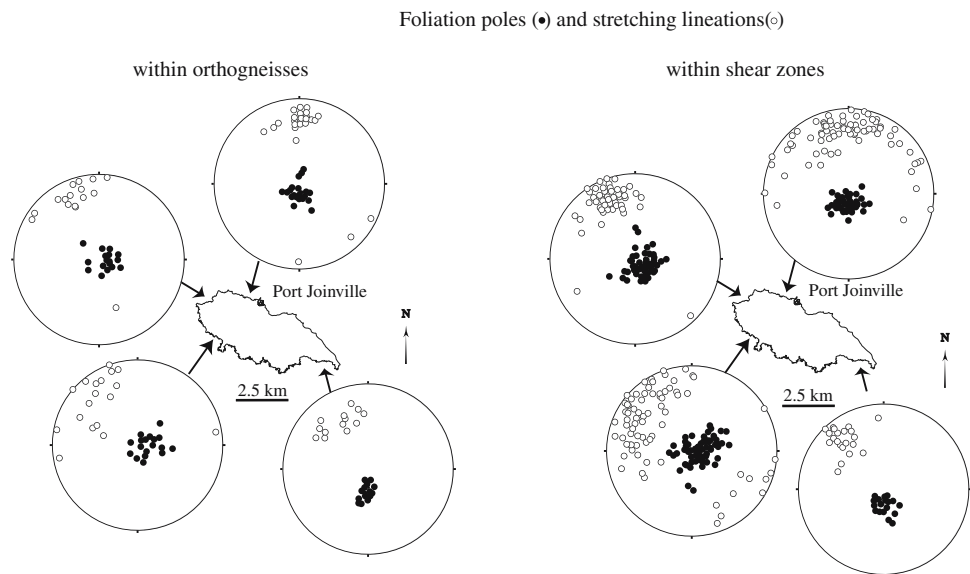 Foliation poles (•) and stretching lineations(○)
within orthogneisses
within shear zones
Port Joinville
N
2.5 km
Port Joinville
N
2.5 km